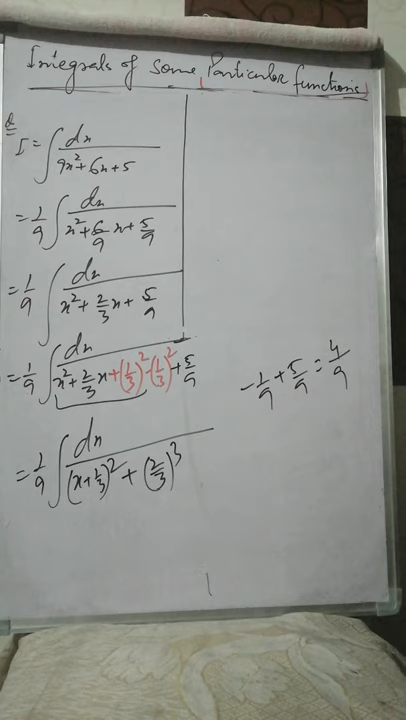 Integrals of Some Particular functions
Q I = ∫ dx / 9x²+6x+5
= 1/9 ∫ dx / x²+6/9 x+5/9
= 1/9 ∫ dx / x²+2/3 x+5/9
= 1/9 ∫ dx / x²+2/3 x+(1/3)²-(1/3)²+5/9
-1/9+5/9=4/9
= 1/9 ∫ dx / (x+1/3)²+(2/3)³